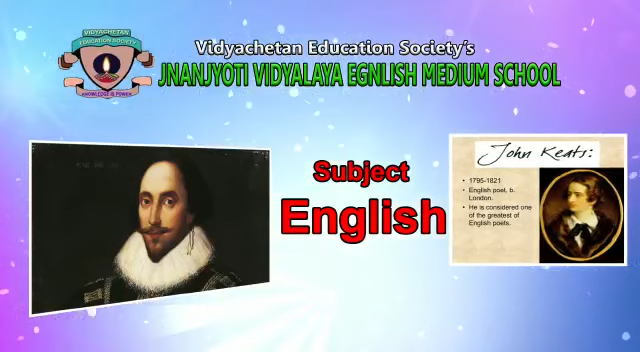 VIDYACHETAN
EDUCATION SOCIETY
KNOWLEDGE IS POWER
Vidyachetan Education Society's
JNANJYOTI VIDYALAYA EGNLISH MEDIUM SCHOOL
Subject
English
John Keats:
• 1795-1821
• English poet, b.
London.
• He is considered one
of the greatest of
English poets.